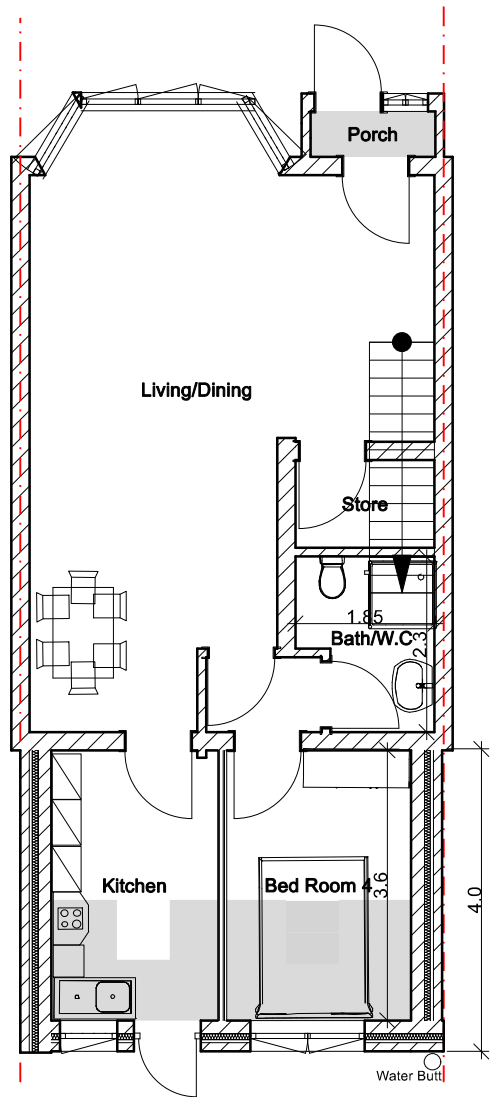 Porch
Living/Dining
Store
1.85
Bath/W.C
2.3
Kitchen
Bed Room 4
3.6
4.0
Water Butt